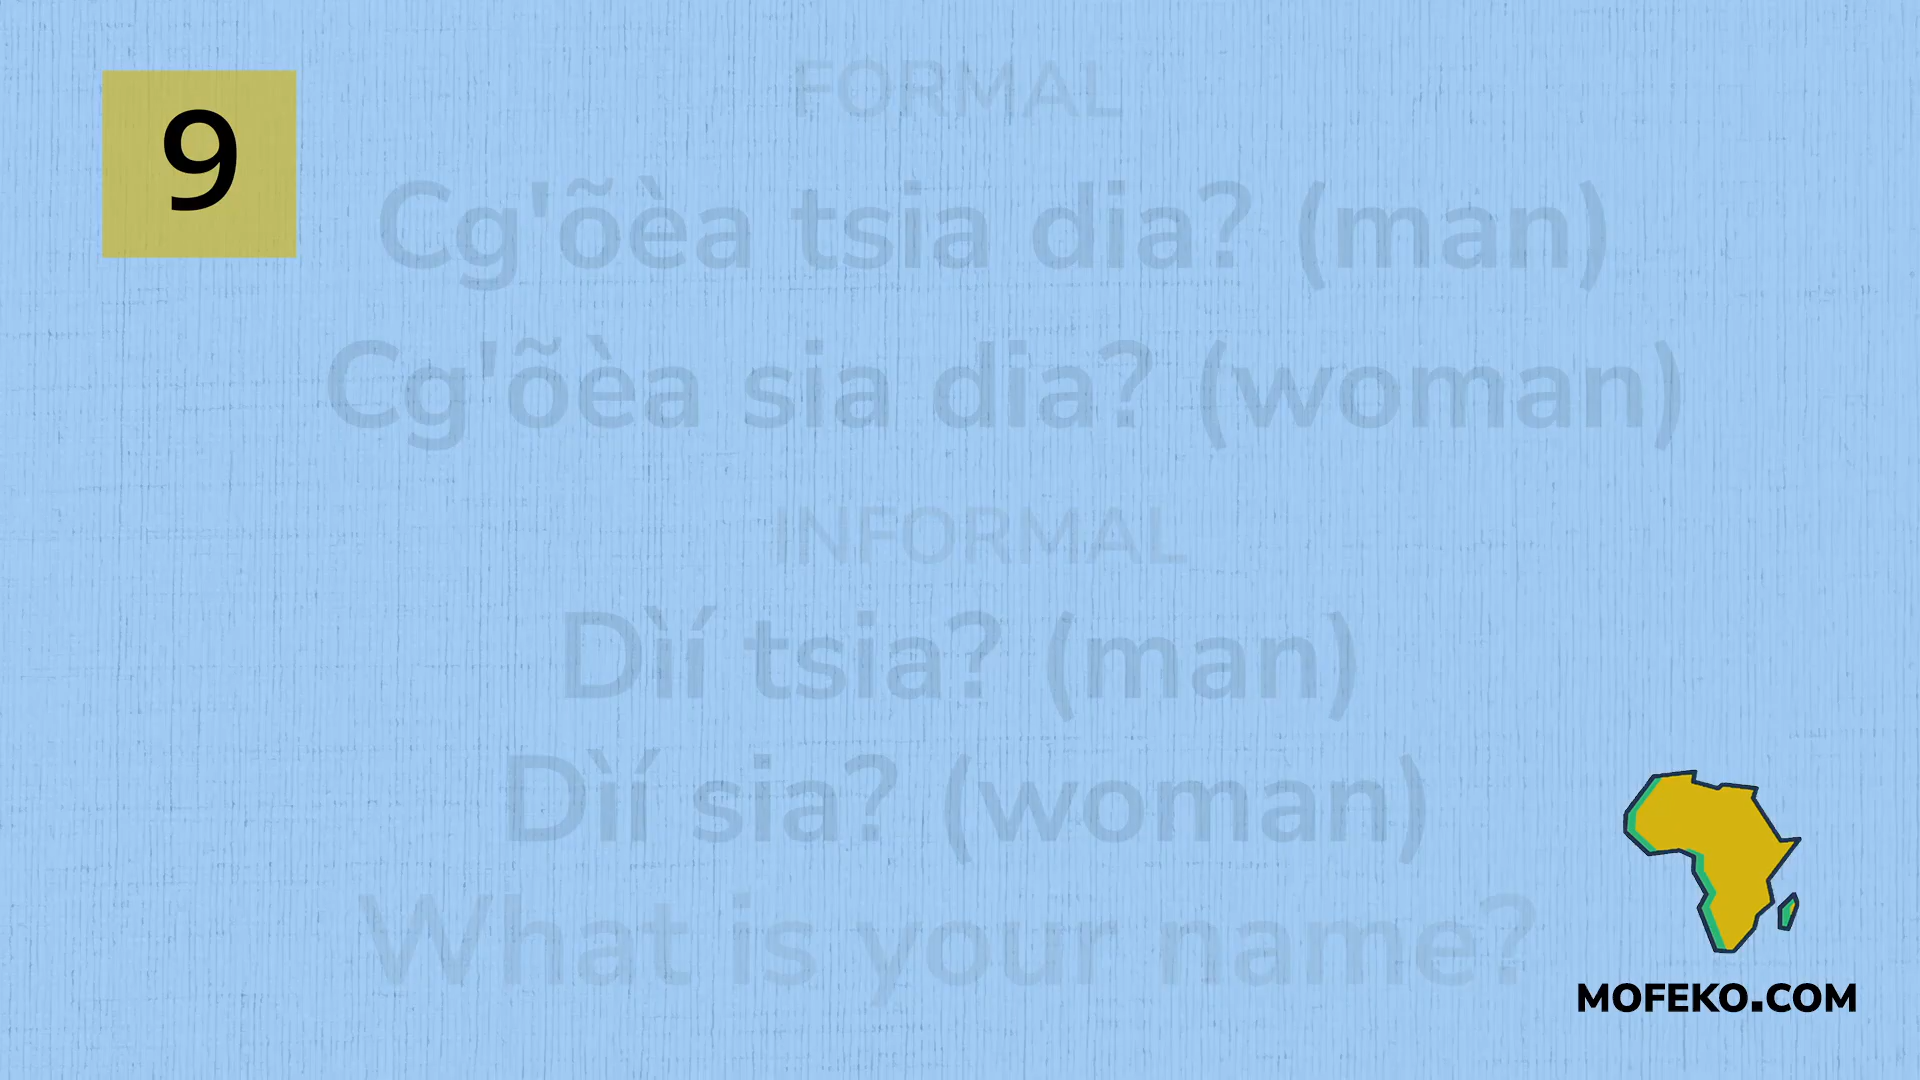 9
FORMAL
Cg'õèa tsia dia? (man)
Cg'õèa sia dia? (woman)
INFORMAL
Dìí tsia? (man)
Dìí sia? (woman)
What is your name?
MOFEKO.COM